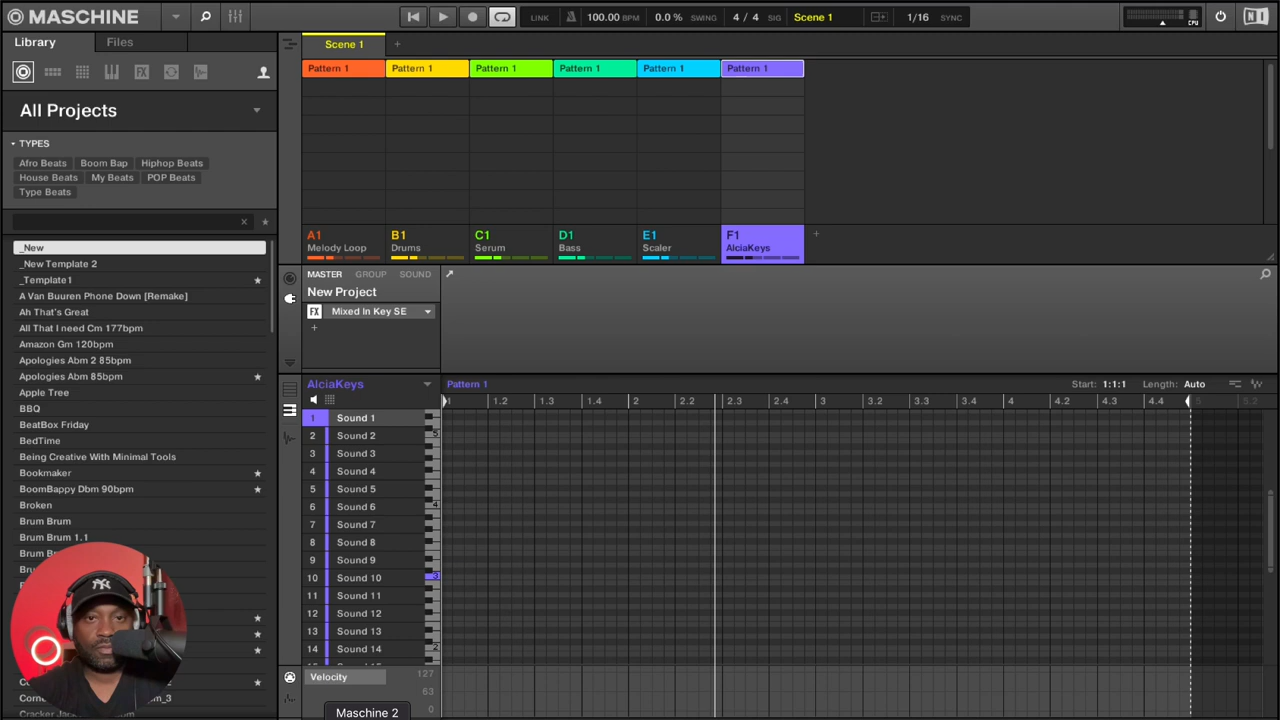 MASCHINE
LINK 100.00 BPM 0.0 % SWING 4 / 4 SIG Scene 1 1/16 SYNC CPU
Library Files
Scene 1 +
Pattern 1 Pattern 1 Pattern 1 Pattern 1 Pattern 1 Pattern 1
FX
All Projects
TYPES
Afro Beats Boom Bap Hiphop Beats
House Beats My Beats POP Beats
Type Beats
_New
_New Template 2
_Template1
A Van Buuren Phone Down [Remake]
Ah That's Great
All That I need Cm 177bpm
Amazon Gm 120bpm
Apologies Abm 2 85bpm
Apologies Abm 85bpm
Apple Tree
BBQ
BeatBox Friday
BedTime
Being Creative With Minimal Tools
Bookmaker
BoomBappy Dbm 90bpm
Broken
Brum Brum
Brum Brum 1.1
A1 B1 C1 D1 E1 F1 +
Melody Loop Drums Serum Bass Scaler AlciaKeys
MASTER GROUP SOUND
New Project
FX Mixed In Key SE
+
AlciaKeys Pattern 1 Start: 1:1:1 Length: Auto
1 1.2 1.3 1.4 2 2.2 2.3 2.4 3 3.2 3.3 3.4 4 4.2 4.3 4.4 5 5.2
1 Sound 1
2 Sound 2 5
3 Sound 3
4 Sound 4
5 Sound 5
6 Sound 6 4
7 Sound 7
8 Sound 8
9 Sound 9
10 Sound 10 3
11 Sound 11
12 Sound 12
13 Sound 13
14 Sound 14 2
Velocity 127
63
0
Maschine 2